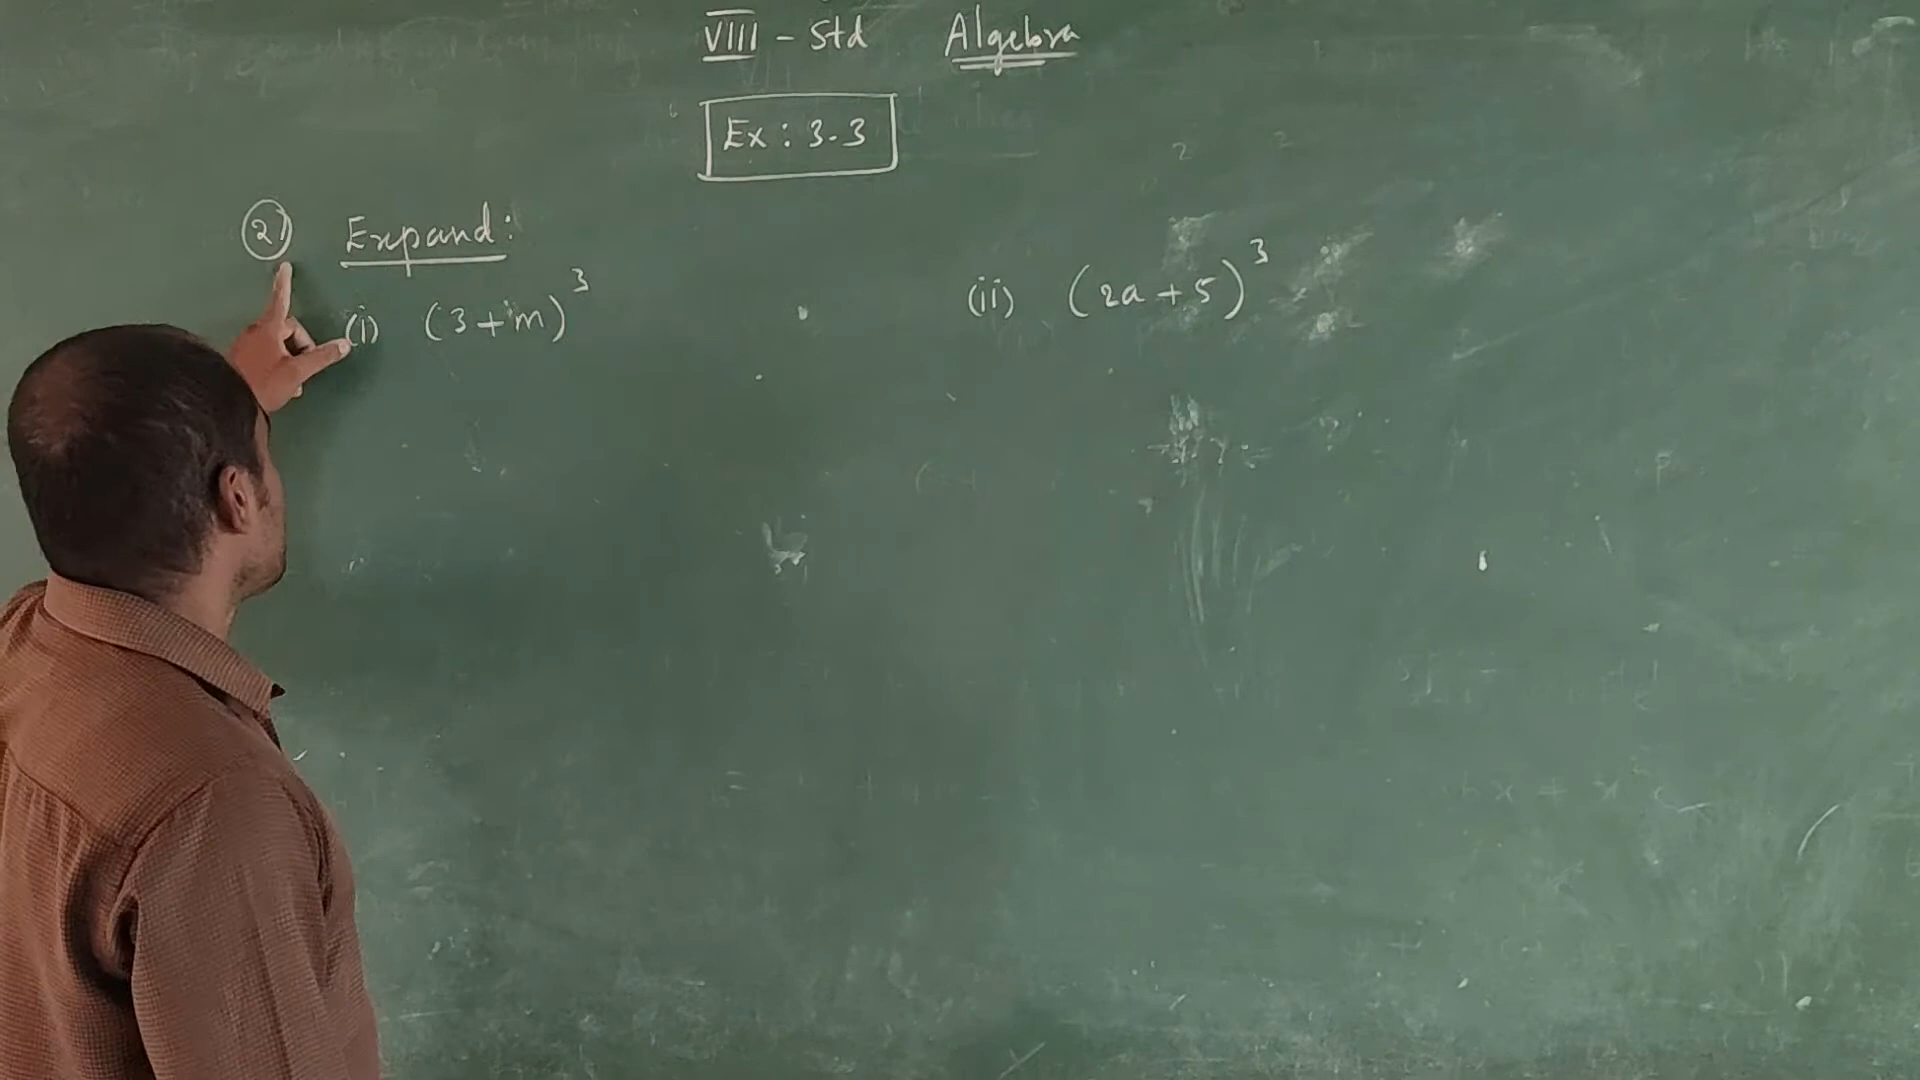 VIII - Std Algebra
Ex : 3.3
2) Expand:
(i) (3+m)³
(ii) (2a+5)³